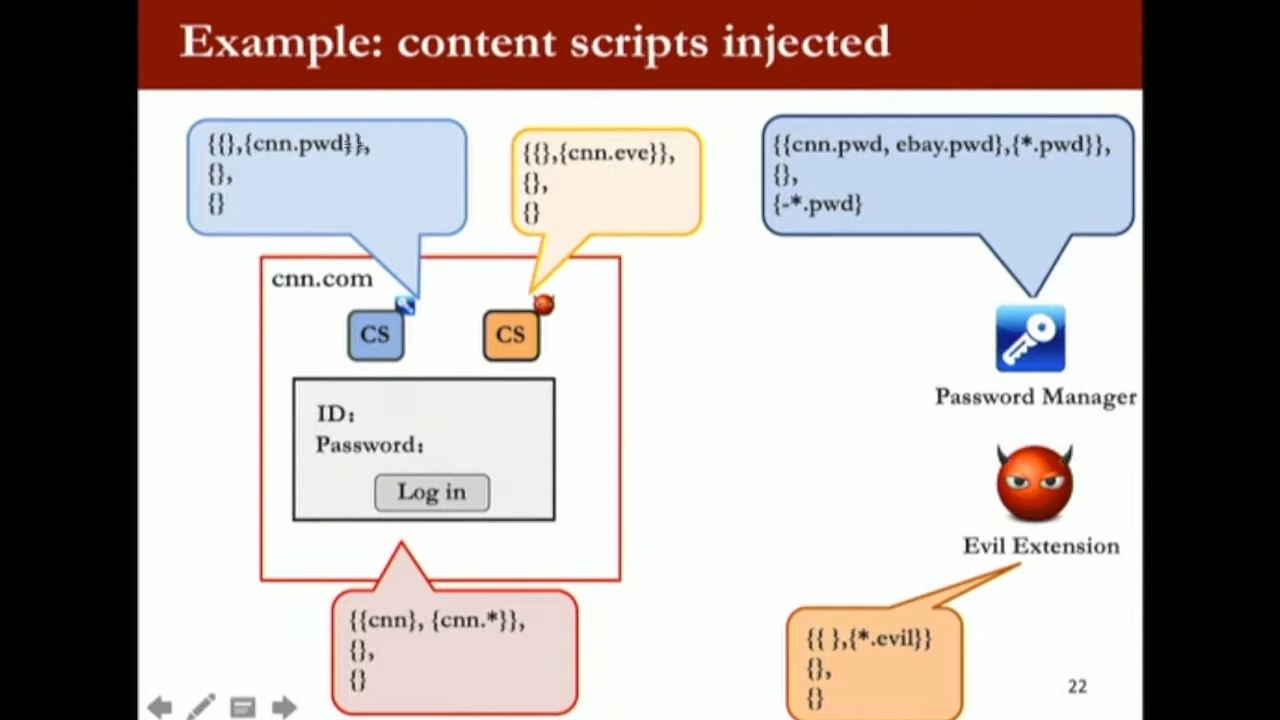 Example: content scripts injected
{{},{cnn.pwd}},
{},
{}
{{},{cnn.eve}},
{},
{}
{{cnn.pwd, ebay.pwd},{*.pwd}},
{},
{-*.pwd}
cnn.com
CS
CS
ID:
Password:
Log in
Password Manager
Evil Extension
{{cnn}, {cnn.*}},
{},
{}
{{ },{*.evil}}
{},
{}
22